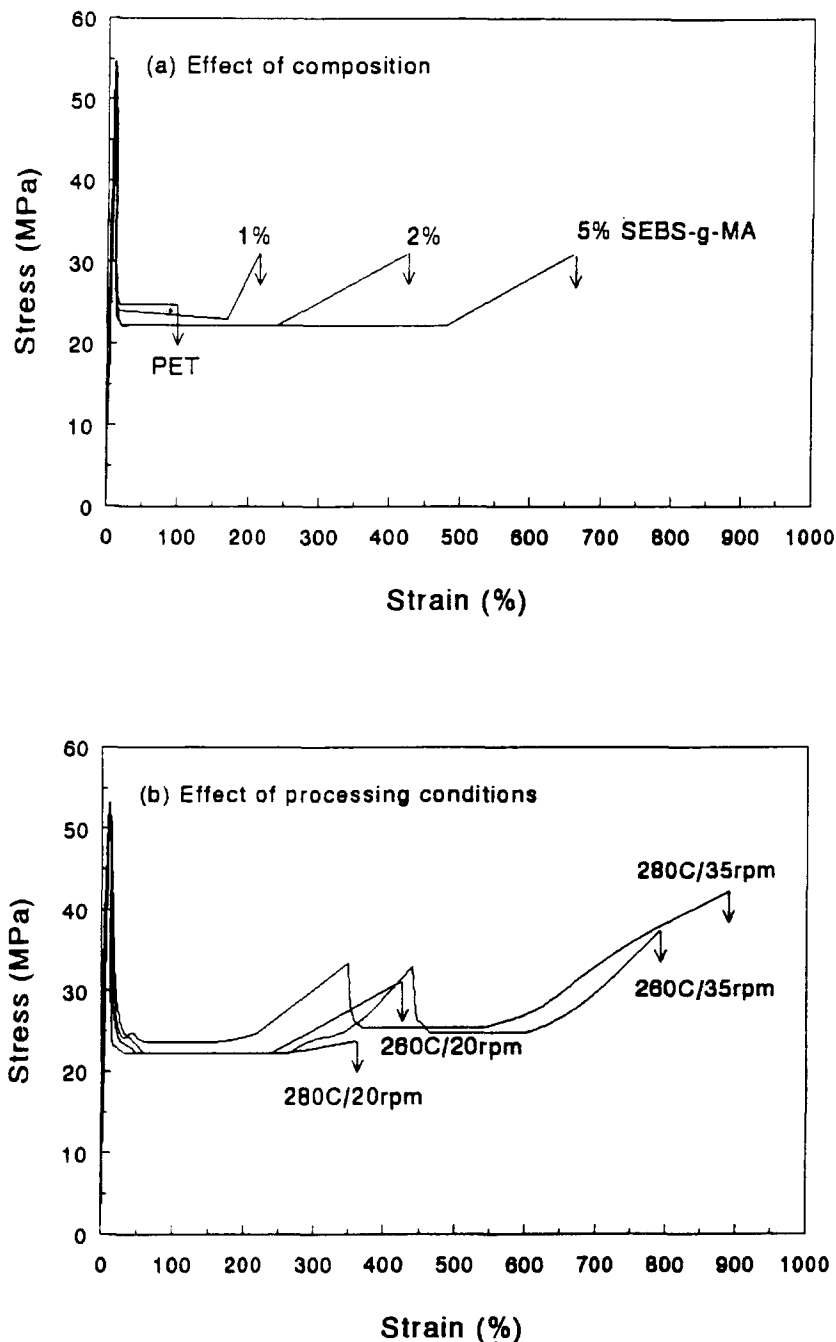 60
(a) Effect of composition
50
40
1%
2%
5% SEBS-g-MA
30
20
PET
10
0
Stress (MPa)
0 100 200 300 400 500 600 700 800 900 1000
Strain (%)
60
(b) Effect of processing conditions
50
280C/35rpm
40
30
260C/35rpm
260C/20rpm
20
280C/20rpm
10
0
Stress (MPa)
0 100 200 300 400 500 600 700 800 900 1000
Strain (%)